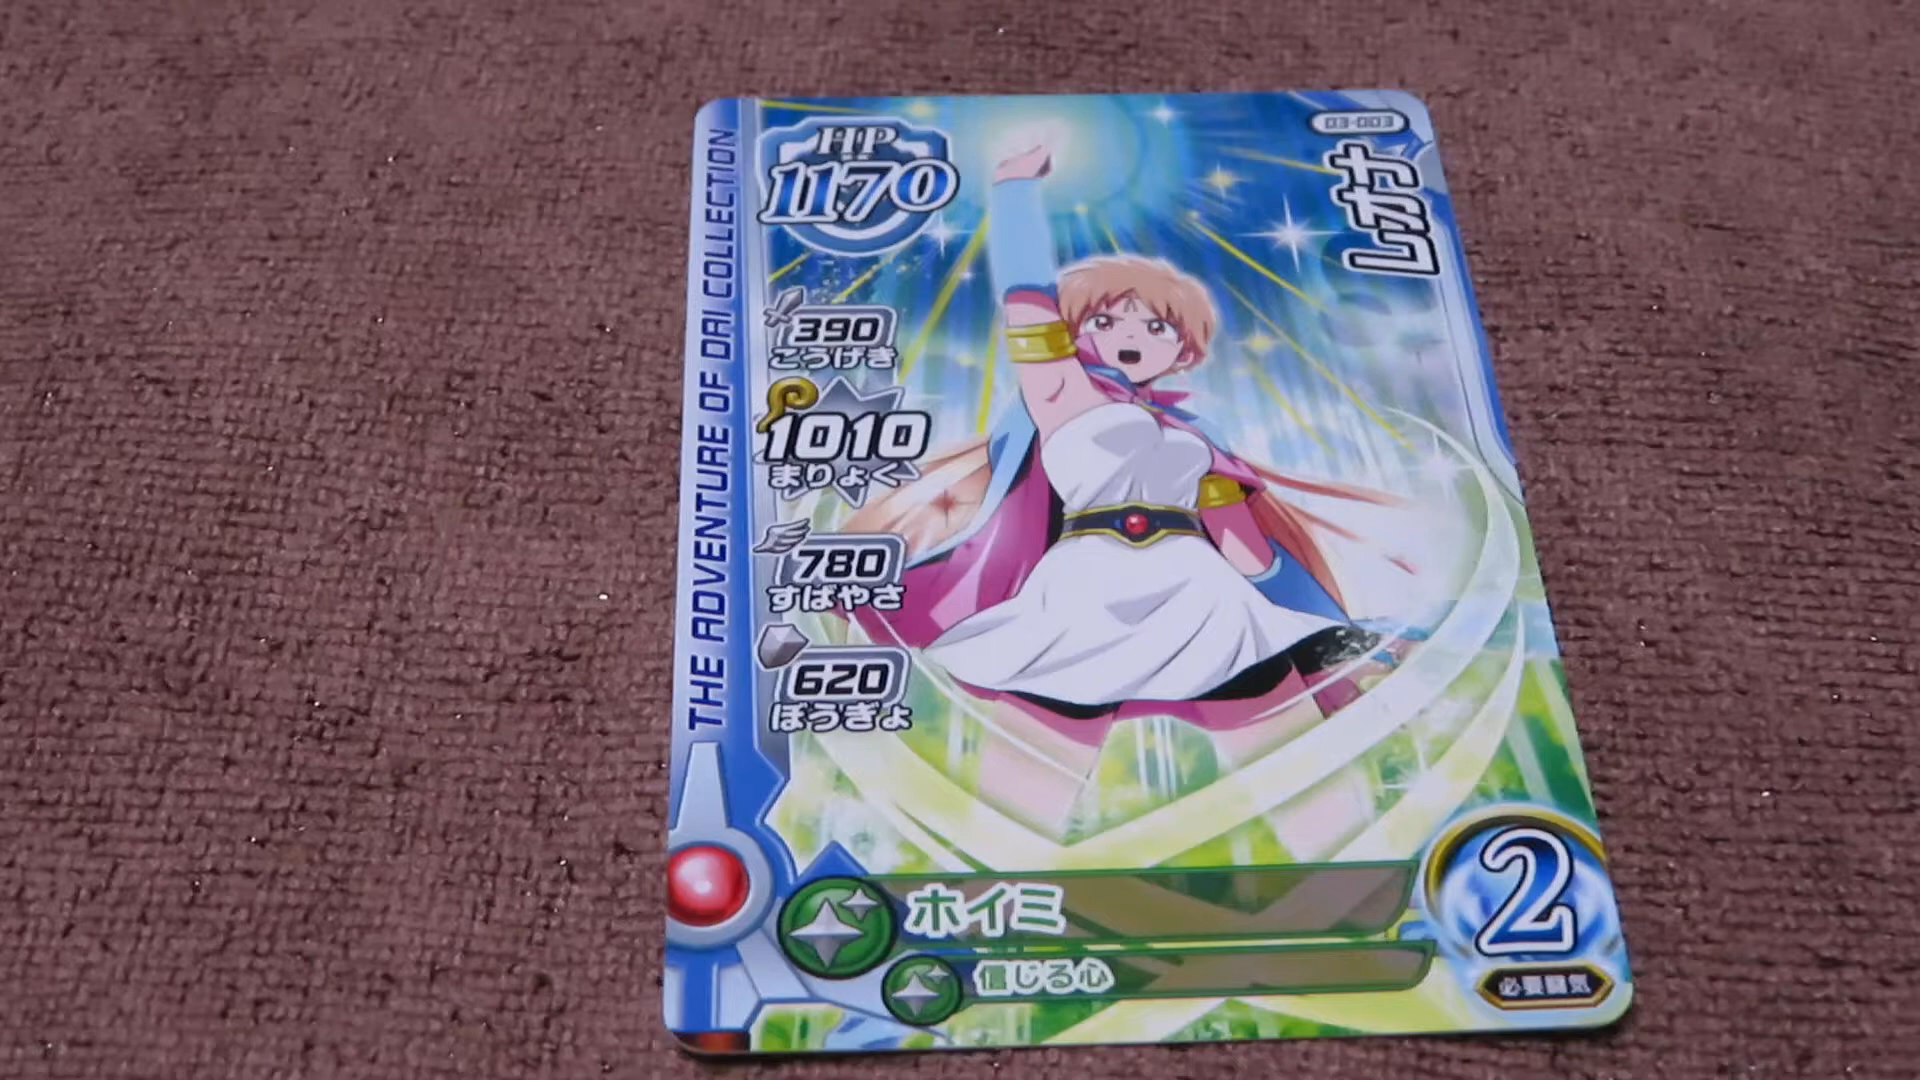 THE ADVENTURE OF DAI COLLECTION
HP
1170
03-003
レオナ
390
こうげき
1010
まりょく
780
すばやさ
620
ぼうぎょ
ホイミ
信じる心
2
必要闘気